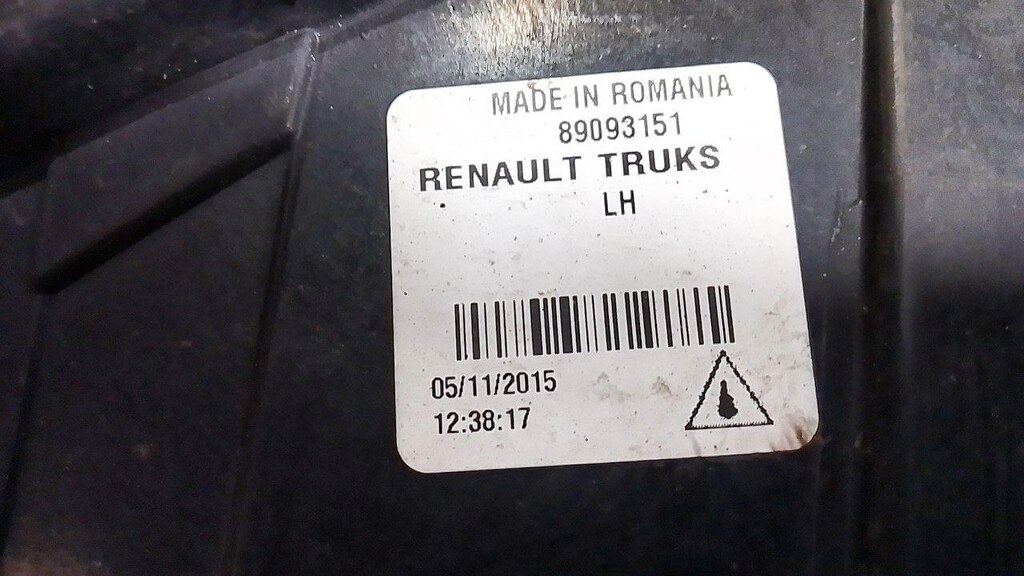 MADE IN ROMANIA
89093151
RENAULT TRUKS
LH
05/11/2015
12:38:17